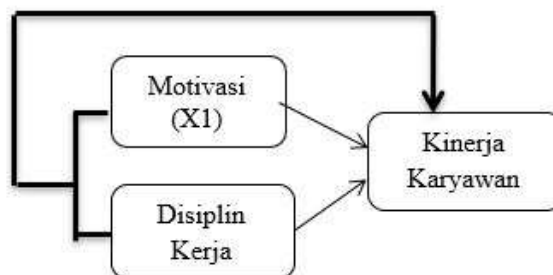 Motivasi
(X1)
Kinerja
Karyawan
Disiplin
Kerja